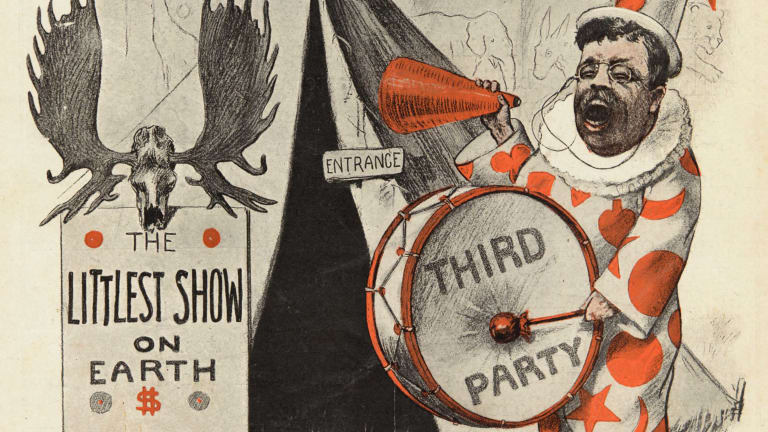 THE
LITTLEST SHOW
ON
EARTH
$
ENTRANCE
THIRD
PARTY